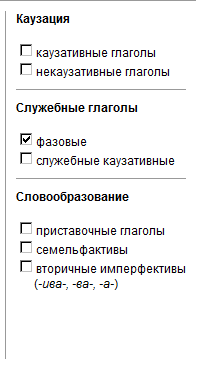 Каузация
каузативные глаголы
некаузативные глаголы
Служебные глаголы
фазовые
служебные каузативные
Словообразование
приставочные глаголы
семельфактивы
вторичные имперфективы
(-ива-, -ва-, -а-)